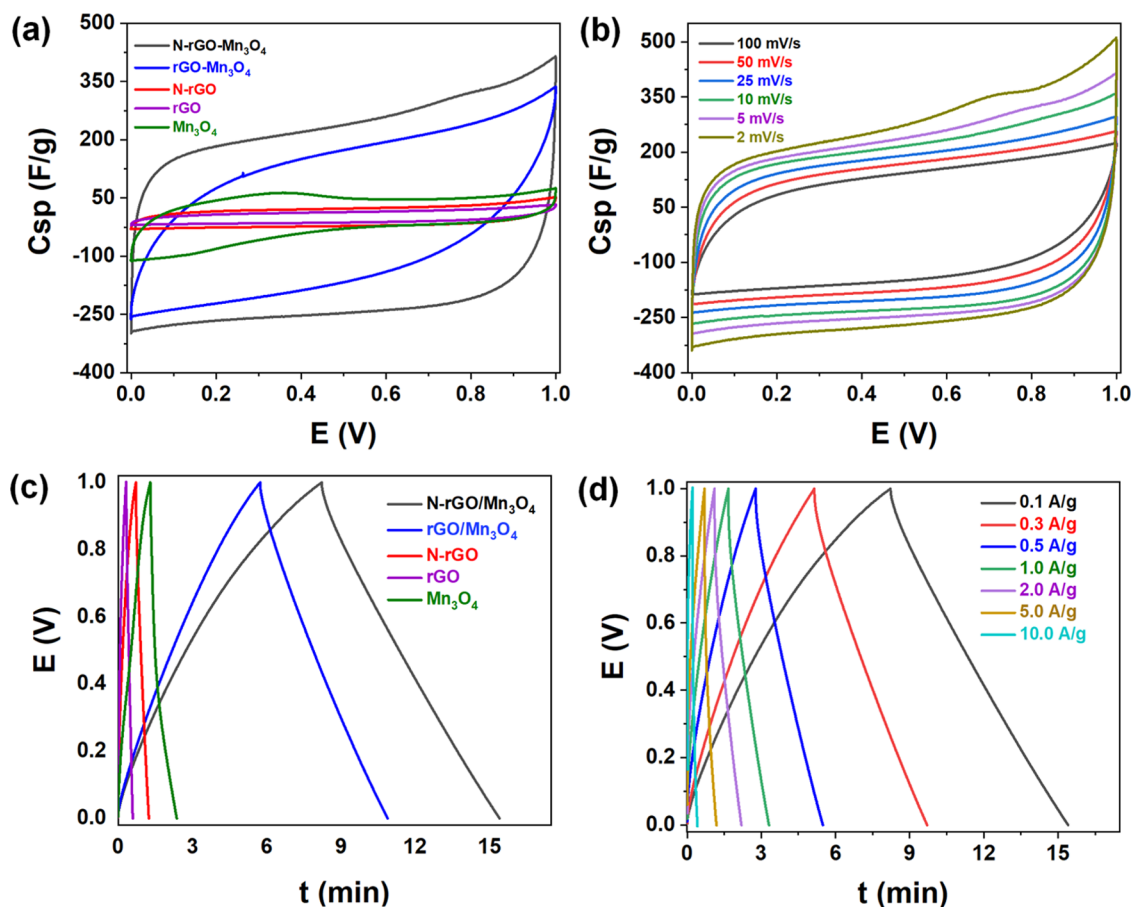 (a)
500
350
200
50
-100
-250
-400
Csp (F/g)
N-rGO-Mn₃O₄
rGO-Mn₃O₄
N-rGO
rGO
Mn₃O₄
0.0 0.2 0.4 0.6 0.8 1.0
E (V)
(b)
500
350
200
50
-100
-250
-400
Csp (F/g)
100 mV/s
50 mV/s
25 mV/s
10 mV/s
5 mV/s
2 mV/s
0.0 0.2 0.4 0.6 0.8 1.0
E (V)
(c)
1.0
0.8
0.6
0.4
0.2
0.0
E (V)
N-rGO/Mn₃O₄
rGO/Mn₃O₄
N-rGO
rGO
Mn₃O₄
0 3 6 9 12 15
t (min)
(d)
1.0
0.8
0.6
0.4
0.2
0.0
E (V)
0.1 A/g
0.3 A/g
0.5 A/g
1.0 A/g
2.0 A/g
5.0 A/g
10.0 A/g
0 3 6 9 12 15
t (min)